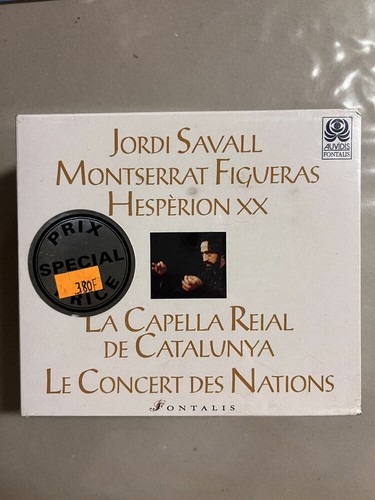 AUVIDIS
FONTALIS
JORDI SAVALL
MONTSERRAT FIGUERAS
HESPÈRION XX
PRIX
SPECIAL
PRICE
380F
LA CAPELLA REIAL
DE CATALUNYA
LE CONCERT DES NATIONS
FONTALIS